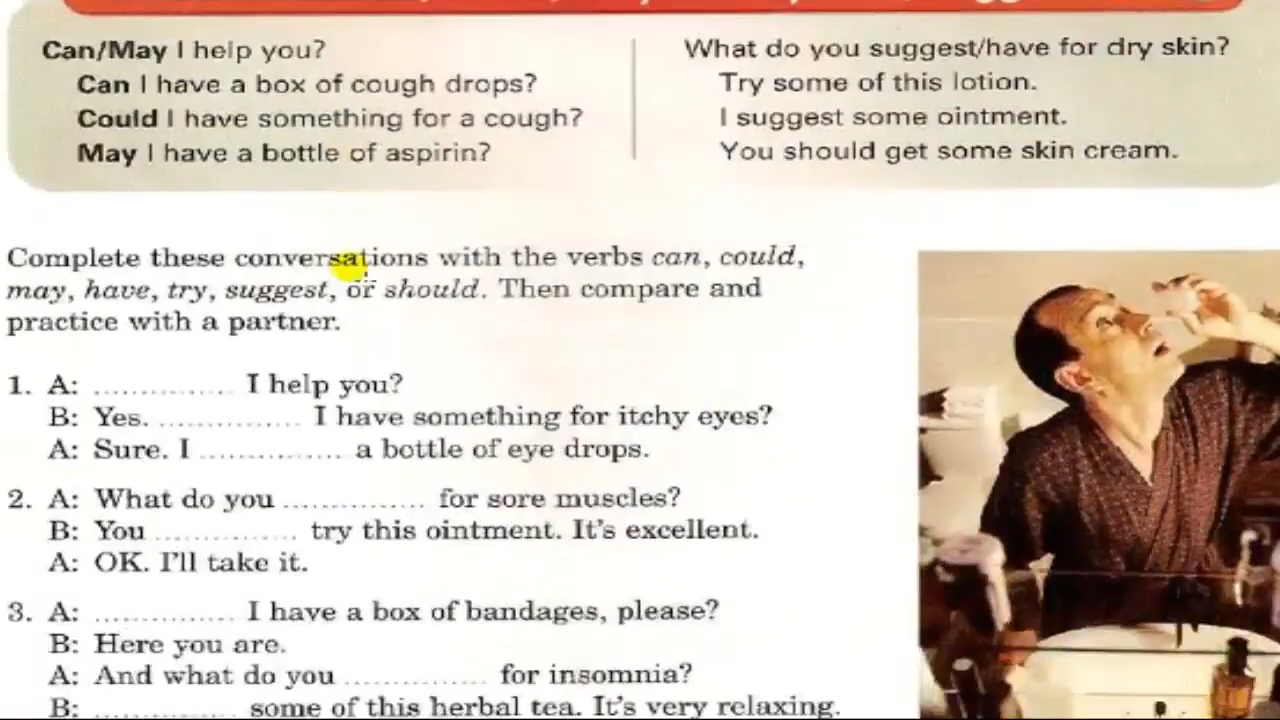 Can/May I help you?
Can I have a box of cough drops?
Could I have something for a cough?
May I have a bottle of aspirin?
What do you suggest/have for dry skin?
Try some of this lotion.
I suggest some ointment.
You should get some skin cream.
Complete these conversations with the verbs can, could,
may, have, try, suggest, or should. Then compare and
practice with a partner.
1. A: .............. I help you?
B: Yes. .............. I have something for itchy eyes?
A: Sure. I .............. a bottle of eye drops.
2. A: What do you .............. for sore muscles?
B: You .............. try this ointment. It's excellent.
A: OK. I'll take it.
3. A: .............. I have a box of bandages, please?
B: Here you are.
A: And what do you .............. for insomnia?
B: .............. some of this herbal tea. It's very relaxing.